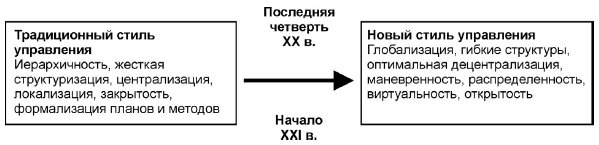 Традиционный стиль
управления
Иерархичность, жесткая
структуризация, централизация,
локализация, закрытость,
формализация планов и методов
Последняя
четверть
XX в.
Начало
XXI в.
Новый стиль управления
Глобализация, гибкие структуры,
оптимальная децентрализация,
маневренность, распределенность,
виртуальность, открытость